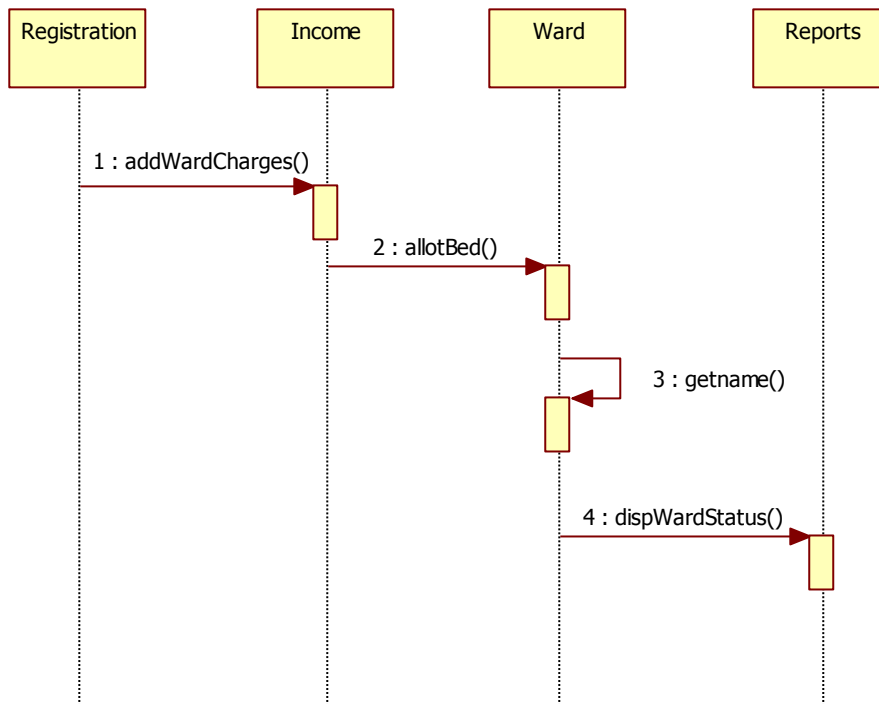 Registration
Income
Ward
Reports
1 : addWardCharges()
2 : allotBed()
3 : getname()
4 : dispWardStatus()